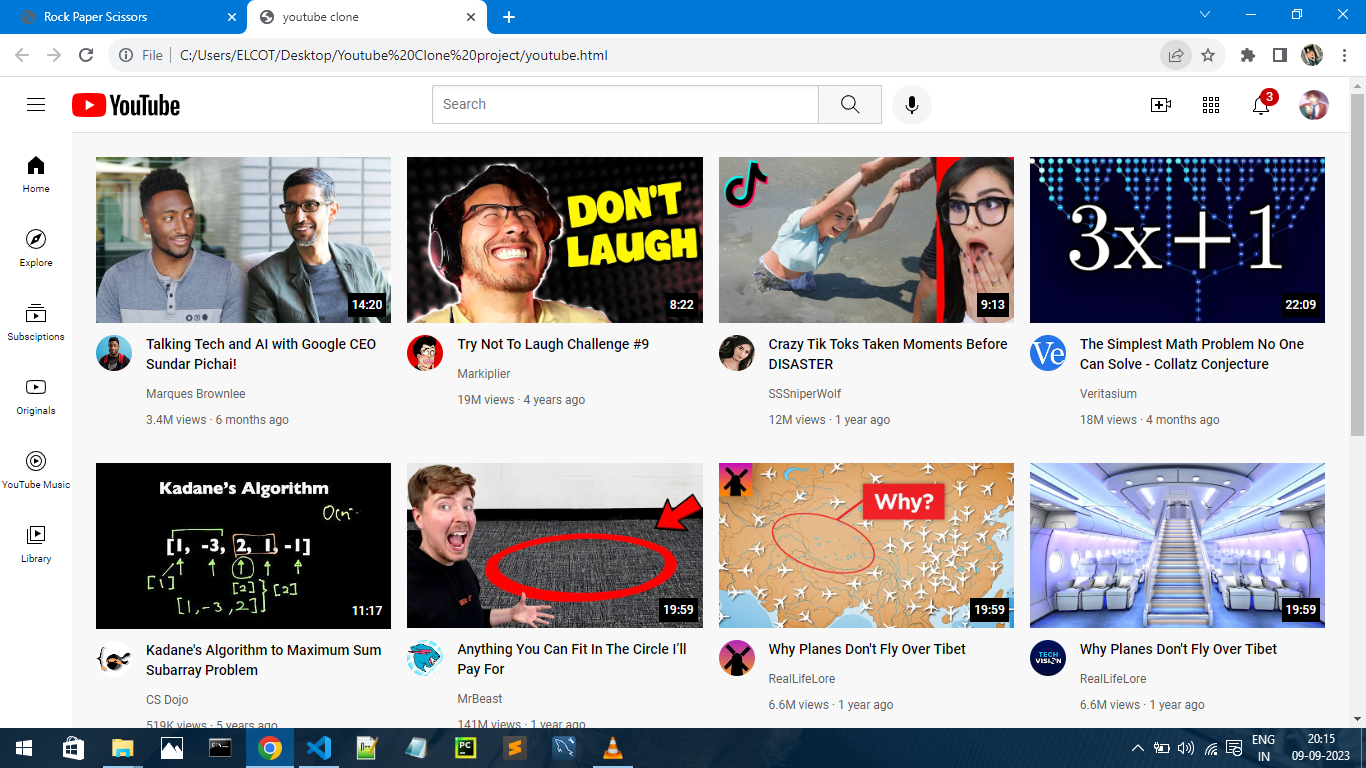 Rock Paper Scissors
youtube clone
File
C:/Users/ELCOT/Desktop/Youtube%20Clone%20project/youtube.html
YouTube
Search
3
Home
Explore
Subsciptions
Originals
YouTube Music
Library
14:20
Talking Tech and AI with Google CEO
Sundar Pichai!
Marques Brownlee
3.4M views · 6 months ago
DON'T
LAUGH
8:22
Try Not To Laugh Challenge #9
Markiplier
19M views · 4 years ago
9:13
Crazy Tik Toks Taken Moments Before
DISASTER
SSSniperWolf
12M views · 1 year ago
3x+1
22:09
Ve
The Simplest Math Problem No One
Can Solve - Collatz Conjecture
Veritasium
18M views · 4 months ago
Kadane's Algorithm
[1, -3, 2, 1, -1]
[1]
[2]
[2]
[1, -3, 2]
11:17
Kadane's Algorithm to Maximum Sum
Subarray Problem
CS Dojo
519K views · 5 years ago
19:59
Anything You Can Fit In The Circle I'll
Pay For
MrBeast
141M views · 1 year ago
Why?
19:59
Why Planes Don't Fly Over Tibet
RealLifeLore
6.6M views · 1 year ago
19:59
TECH
VISION
Why Planes Don't Fly Over Tibet
RealLifeLore
6.6M views · 1 year ago
PC
ENG
IN
20:15
09-09-2023